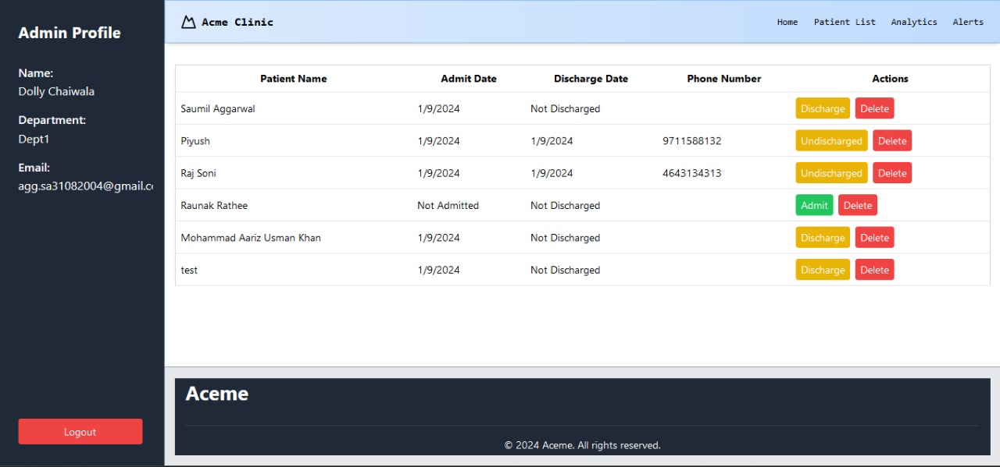 Admin Profile
Name:
Dolly Chaiwala
Department:
Dept1
Email:
agg.sa31082004@gmail.c
Logout
Acme Clinic
Home Patient List Analytics Alerts
Patient Name Admit Date Discharge Date Phone Number Actions
Saumil Aggarwal 1/9/2024 Not Discharged Discharge Delete
Piyush 1/9/2024 1/9/2024 9711588132 Undischarged Delete
Raj Soni 1/9/2024 1/9/2024 4643134313 Undischarged Delete
Raunak Rathee Not Admitted Not Discharged Admit Delete
Mohammad Aariz Usman Khan 1/9/2024 Not Discharged Discharge Delete
test 1/9/2024 Not Discharged Discharge Delete
Aceme
© 2024 Aceme. All rights reserved.